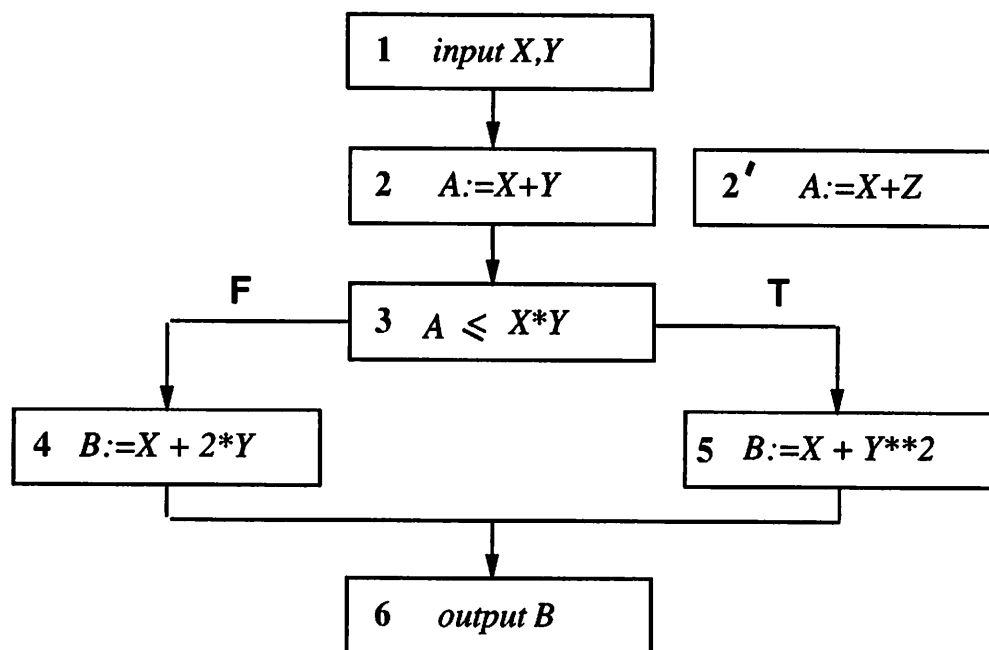 1 input X,Y
2 A:=X+Y
2' A:=X+Z
F
T
3 A ⩽ X*Y
4 B:=X + 2*Y
5 B:=X + Y**2
6 output B